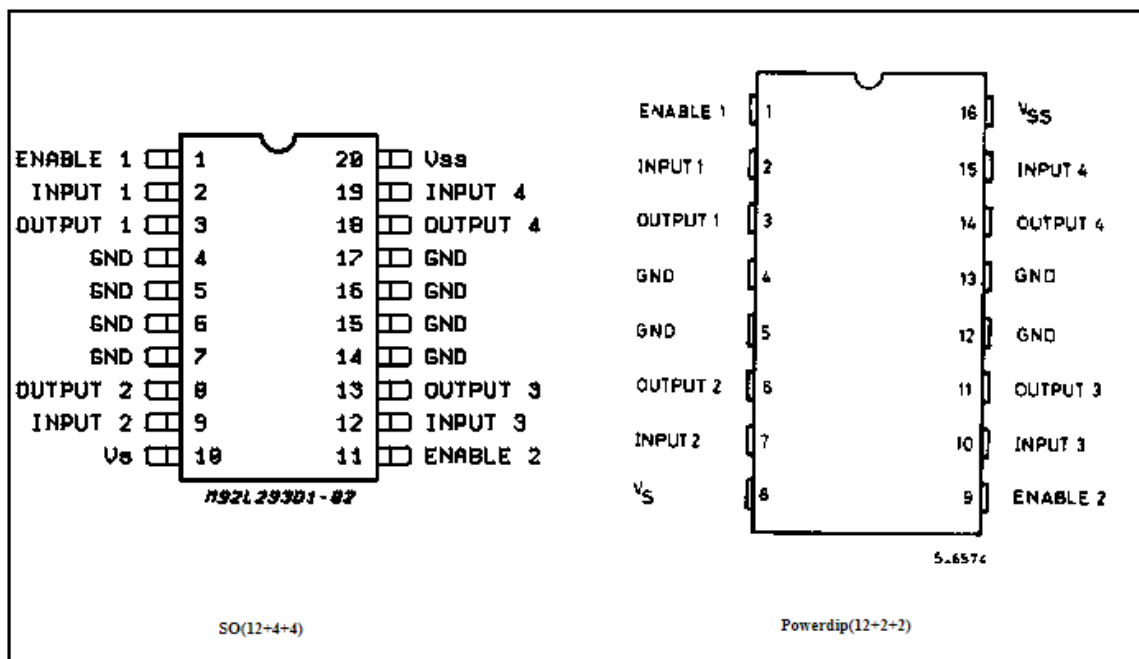 ENABLE 1 1 20 Vss
INPUT 1 2 19 INPUT 4
OUTPUT 1 3 18 OUTPUT 4
GND 4 17 GND
GND 5 16 GND
GND 6 15 GND
GND 7 14 GND
OUTPUT 2 8 13 OUTPUT 3
INPUT 2 9 12 INPUT 3
Vs 10 11 ENABLE 2
M92L293D1-02
SO(12+4+4)
ENABLE 1 1 16 VSS
INPUT 1 2 15 INPUT 4
OUTPUT 1 3 14 OUTPUT 4
GND 4 13 GND
GND 5 12 GND
OUTPUT 2 6 11 OUTPUT 3
INPUT 2 7 10 INPUT 3
VS 8 9 ENABLE 2
5-6574
Powerdip(12+2+2)